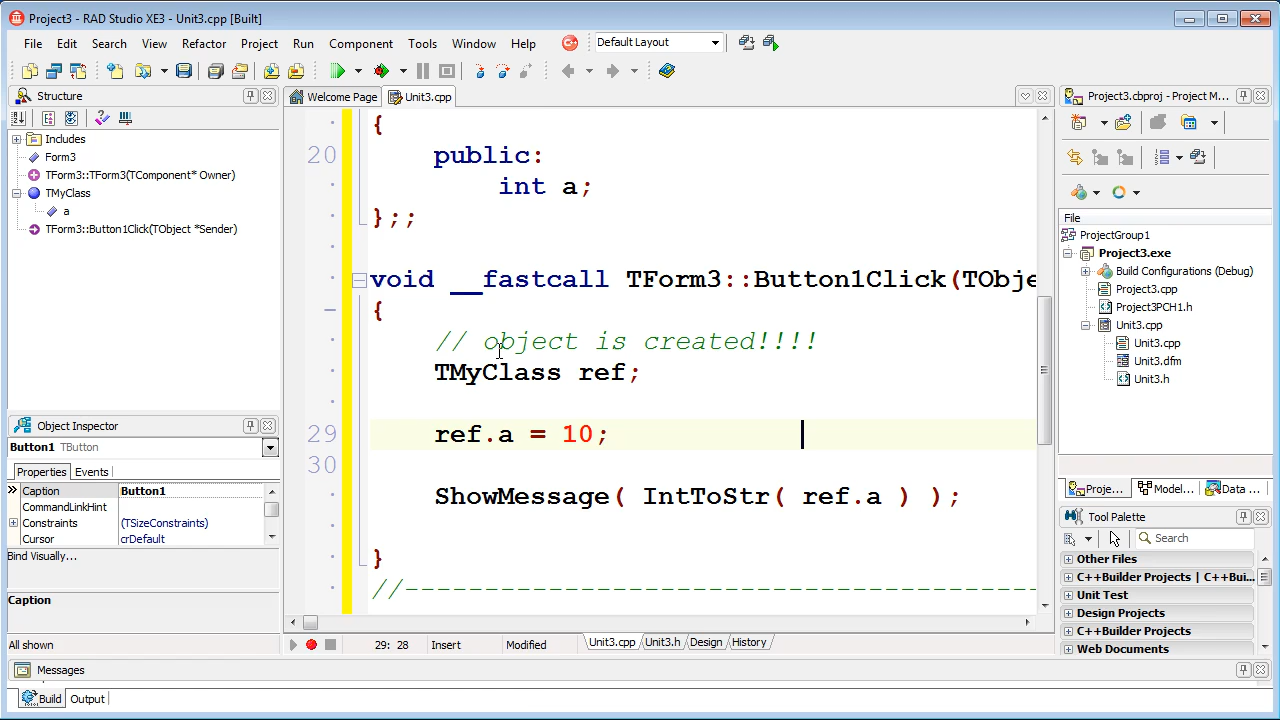 Project3 - RAD Studio XE3 - Unit3.cpp [Built]
File Edit Search View Refactor Project Run Component Tools Window Help Default Layout
Structure
Includes
Form3
TForm3::TForm3(TComponent* Owner)
TMyClass
a
TForm3::Button1Click(TObject *Sender)
Object Inspector
Button1 TButton
Properties Events
Caption Button1
CommandLinkHint
Constraints (TSizeConstraints)
Cursor crDefault
Bind Visually...
Caption
All shown
Welcome Page Unit3.cpp
{
20 public:
int a;
};;
void __fastcall TForm3::Button1Click(TObje
{
// object is created!!!!
TMyClass ref;
29 ref.a = 10;
30
ShowMessage( IntToStr( ref.a ) );
}
//----------------------------------------
29: 28 Insert Modified Unit3.cpp Unit3.h Design History
Project3.cbproj - Project M...
File
ProjectGroup1
Project3.exe
Build Configurations (Debug)
Project3.cpp
Project3PCH1.h
Unit3.cpp
Unit3.cpp
Unit3.dfm
Unit3.h
Proje... Model... Data ...
Tool Palette
Search
Other Files
C++Builder Projects | C++Bui...
Unit Test
Design Projects
C++Builder Projects
Web Documents
Messages
Build Output